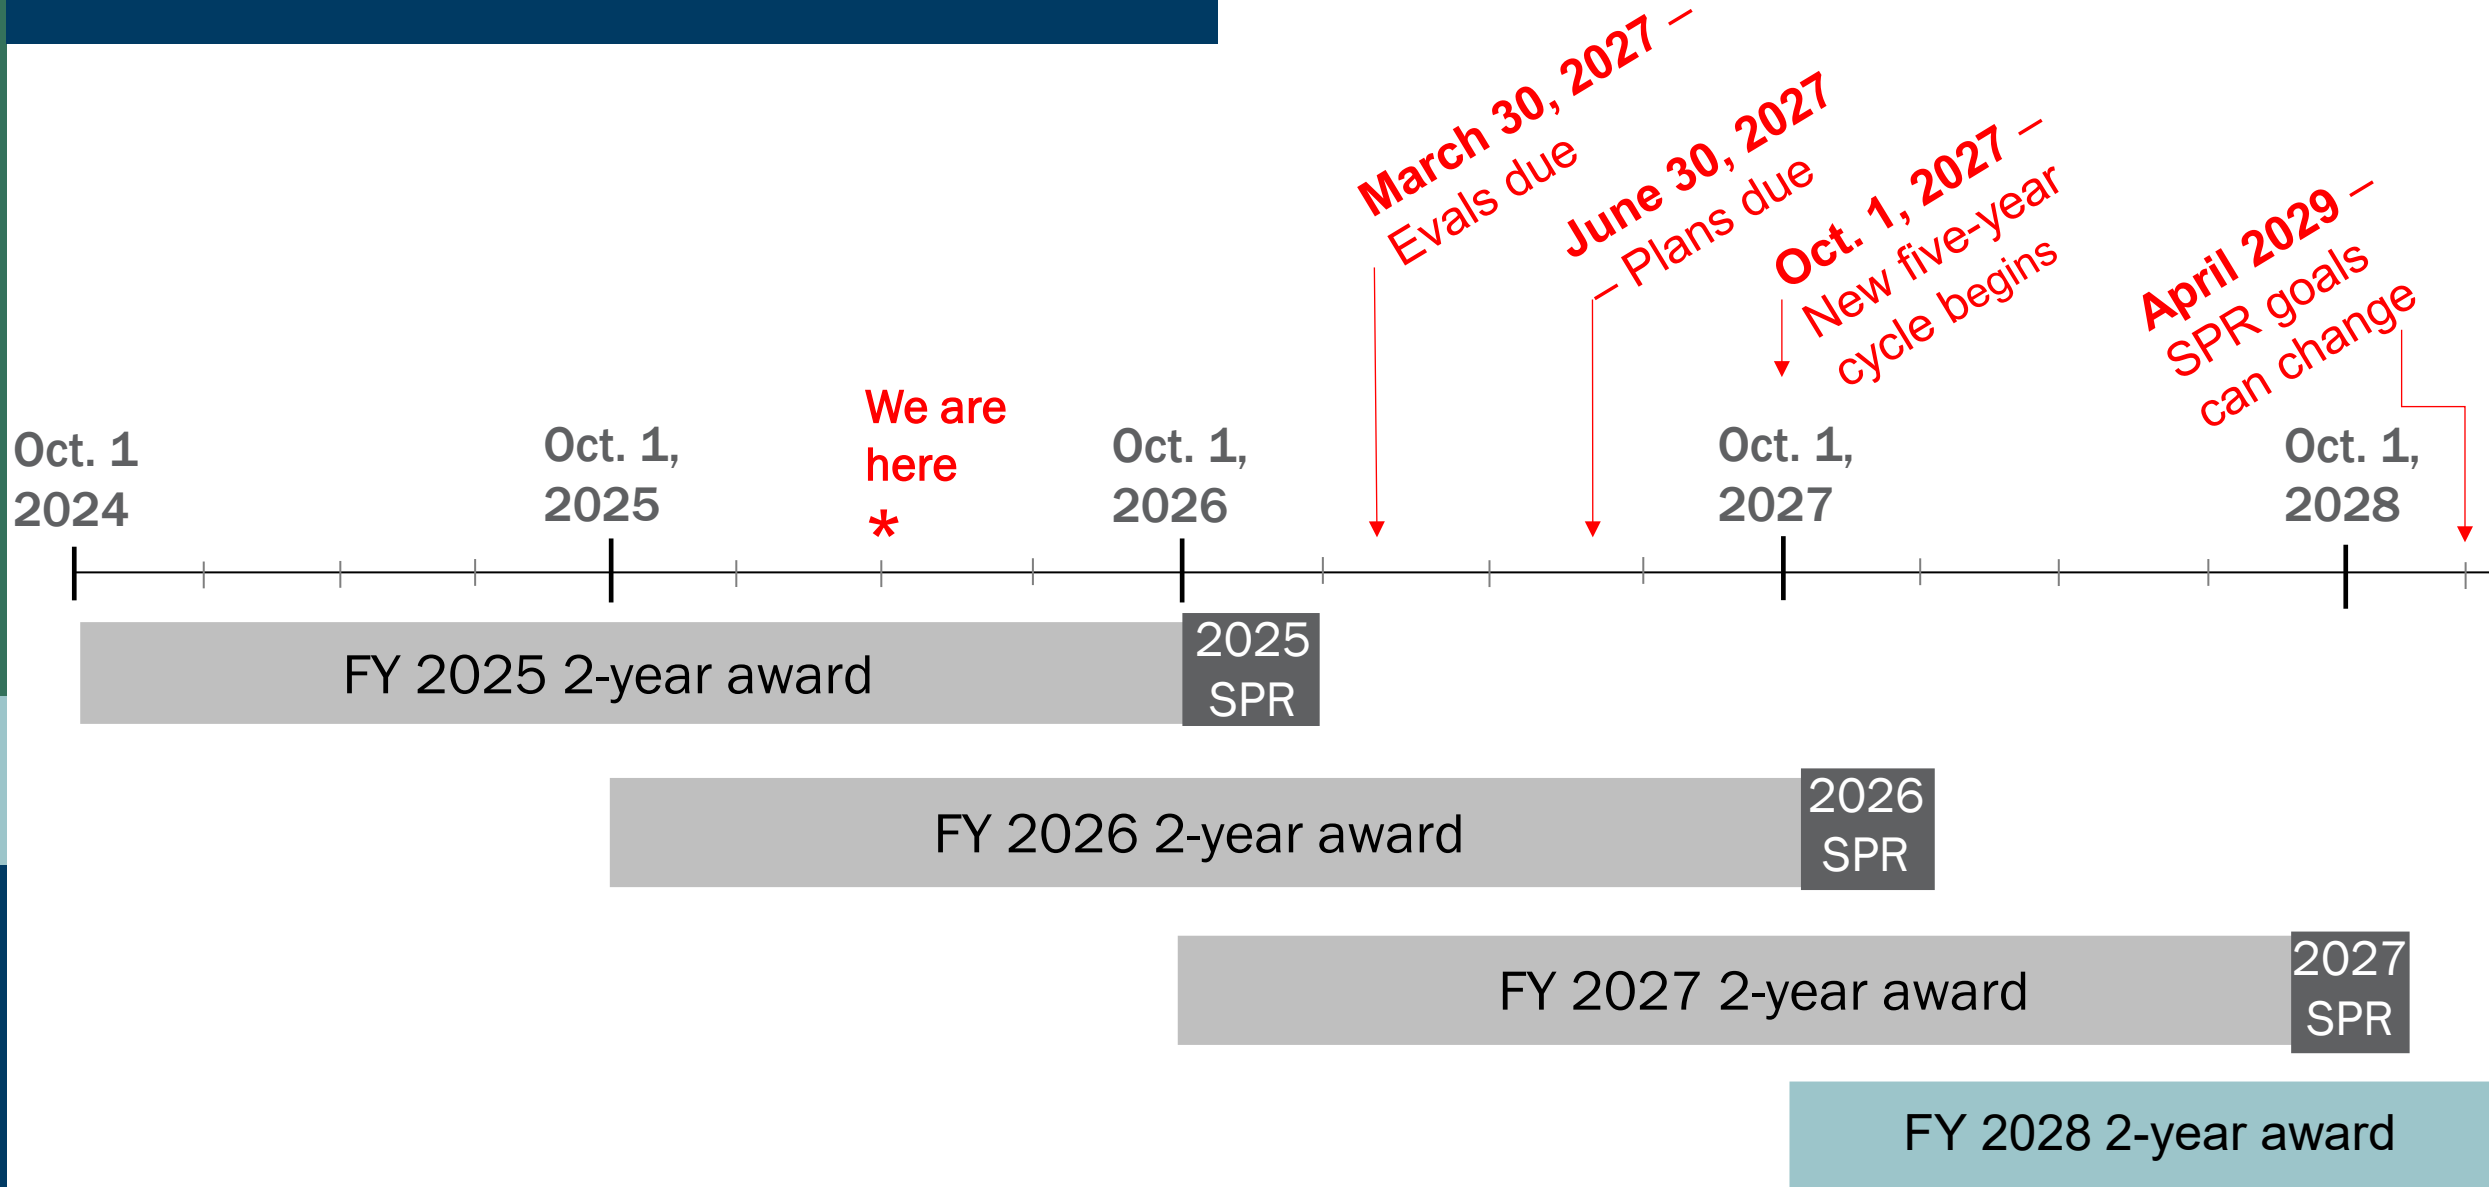 March 30, 2027 –
Evals due
June 30, 2027
– Plans due
Oct. 1, 2027 –
New five-year
cycle begins
April 2029 –
SPR goals
can change
We are
here
*
Oct. 1
2024
Oct. 1,
2025
Oct. 1,
2026
Oct. 1,
2027
Oct. 1,
2028
FY 2025 2-year award
2025
SPR
FY 2026 2-year award
2026
SPR
FY 2027 2-year award
2027
SPR
FY 2028 2-year award